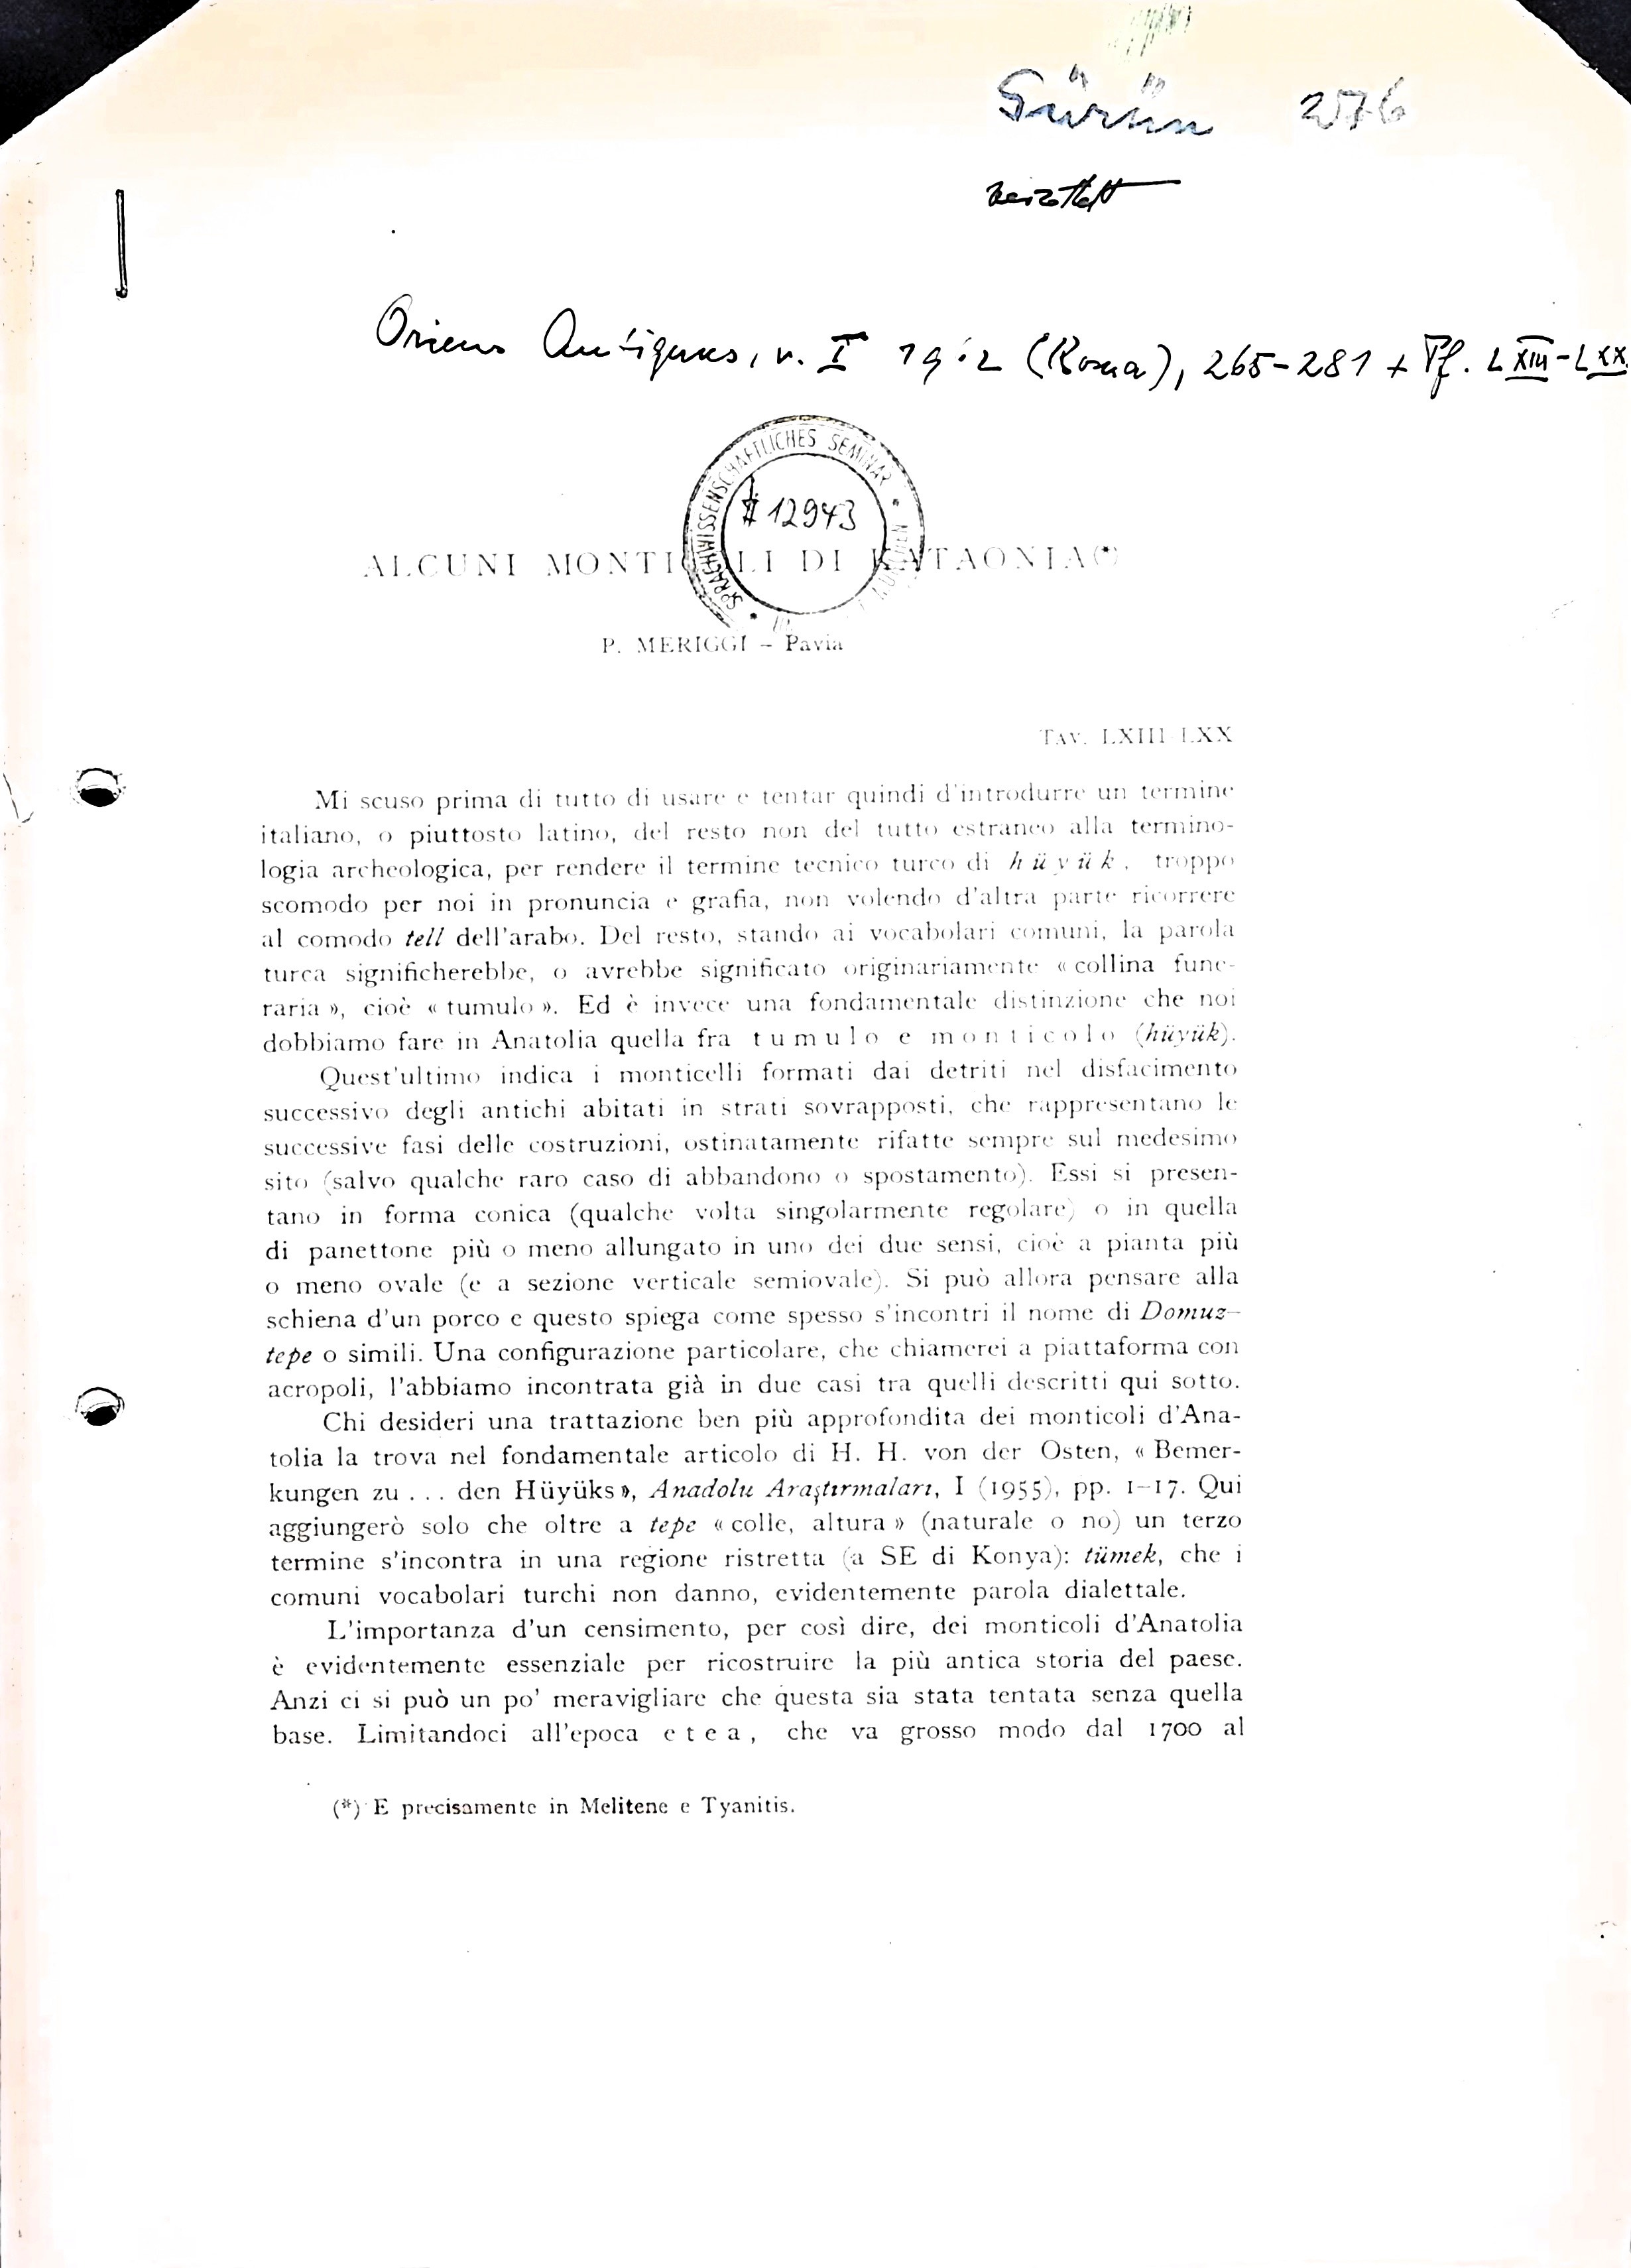 Gürün 276
Oriens Antiquus, v. I 19 2 (Roma), 265-281 + Tf. LXIII-LXX.
SPRACHWISSENSCHAFTLICHES SEMINAR * MÜNCHEN
# 12943
ALCUNI MONTICOLI DI KATAONIA(*)
P. MERIGGI – Pavia
TAV. LXIII LXX
Mi scuso prima di tutto di usare e tentar quindi d'introdurre un termine
italiano, o piuttosto latino, del resto non del tutto estraneo alla termino-
logia archeologica, per rendere il termine tecnico turco di hüyük, troppo
scomodo per noi in pronuncia e grafia, non volendo d'altra parte ricorrere
al comodo tell dell'arabo. Del resto, stando ai vocabolari comuni, la parola
turca significherebbe, o avrebbe significato originariamente « collina fune-
raria », cioè « tumulo ». Ed è invece una fondamentale distinzione che noi
dobbiamo fare in Anatolia quella fra tumulo e monticolo (hüyük).
Quest'ultimo indica i monticelli formati dai detriti nel disfacimento
successivo degli antichi abitati in strati sovrapposti, che rappresentano le
successive fasi delle costruzioni, ostinatamente rifatte sempre sul medesimo
sito (salvo qualche raro caso di abbandono o spostamento). Essi si presen-
tano in forma conica (qualche volta singolarmente regolare) o in quella
di panettone più o meno allungato in uno dei due sensi, cioè a pianta più
o meno ovale (e a sezione verticale semiovale). Si può allora pensare alla
schiena d'un porco e questo spiega come spesso s'incontri il nome di Domuz–
tepe o simili. Una configurazione particolare, che chiamerei a piattaforma con
acropoli, l'abbiamo incontrata già in due casi tra quelli descritti qui sotto.
Chi desideri una trattazione ben più approfondita dei monticoli d'Ana-
tolia la trova nel fondamentale articolo di H. H. von der Osten, « Bemer-
kungen zu . . . den Hüyüks », Anadolu Araştırmaları, I (1955), pp. 1–17. Qui
aggiungerò solo che oltre a tepe « colle, altura » (naturale o no) un terzo
termine s'incontra in una regione ristretta (a SE di Konya): tümek, che i
comuni vocabolari turchi non danno, evidentemente parola dialettale.
L'importanza d'un censimento, per così dire, dei monticoli d'Anatolia
è evidentemente essenziale per ricostruire la più antica storia del paese.
Anzi ci si può un po' meravigliare che questa sia stata tentata senza quella
base. Limitandoci all'epoca etea, che va grosso modo dal 1700 al
(*) E precisamente in Melitene e Tyanitis.